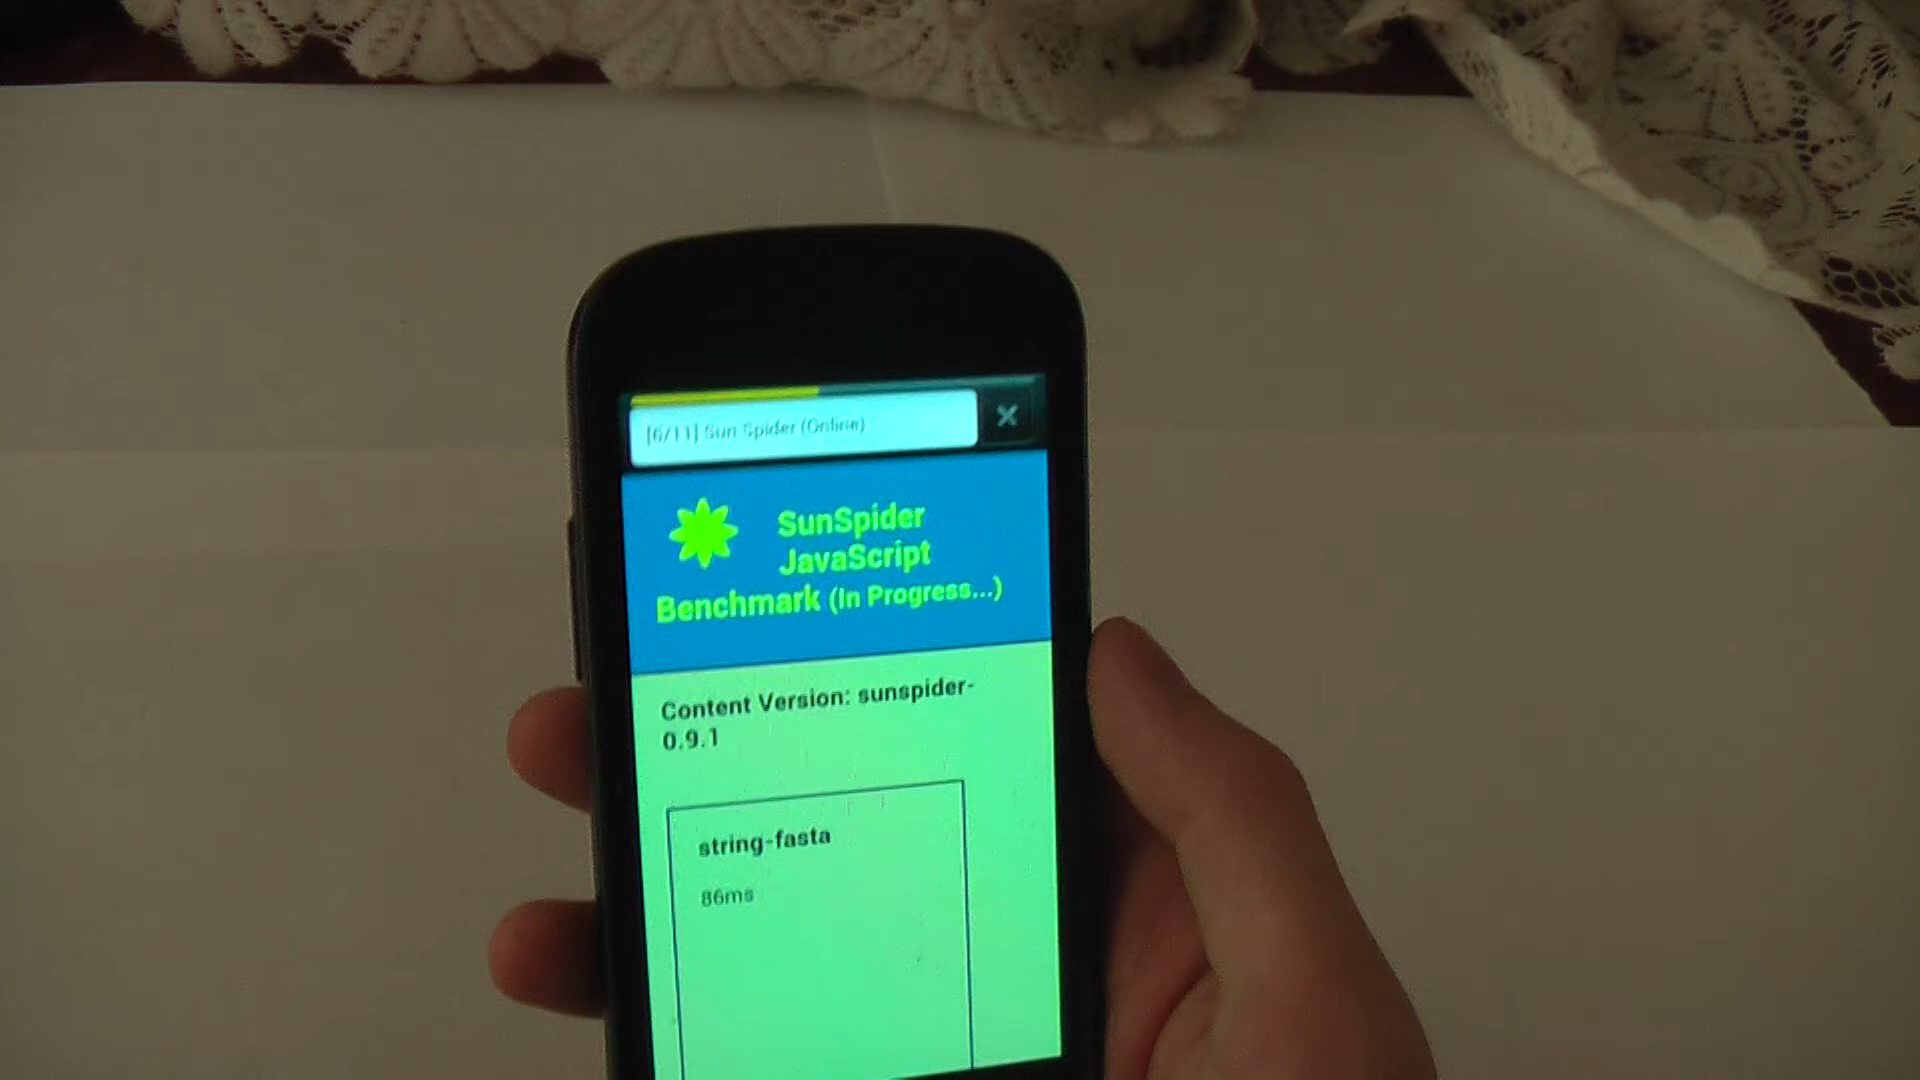 [6/11] Sun Spider (Online)
SunSpider
JavaScript
Benchmark (In Progress...)
Content Version: sunspider-
0.9.1
string-fasta
86ms